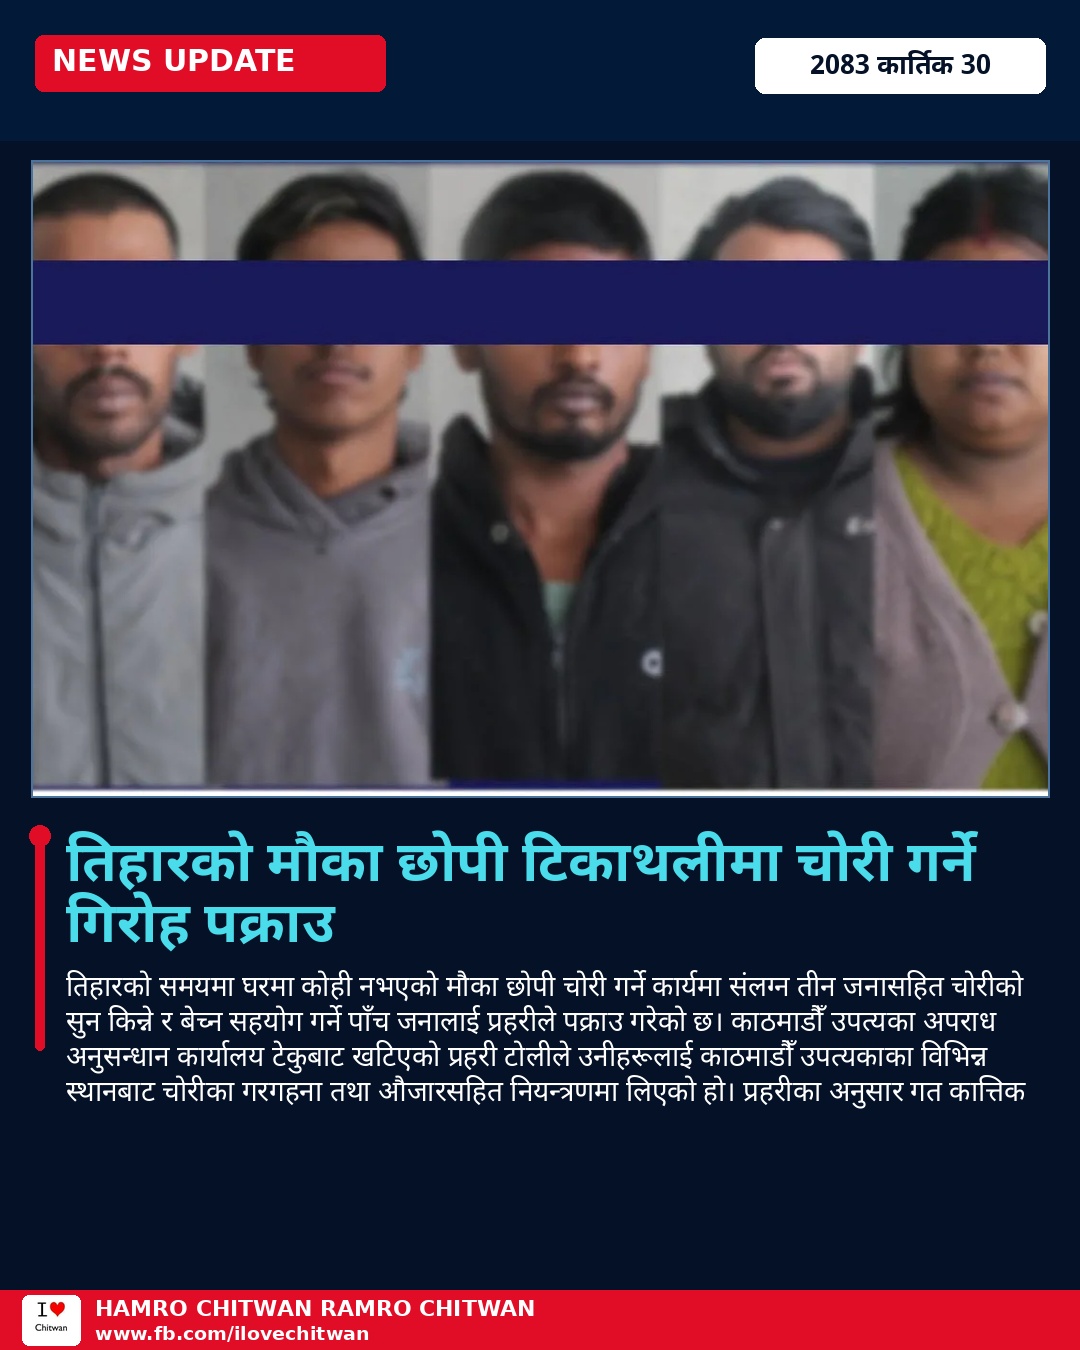 NEWS UPDATE
2083 कार्तिक 30
तिहारको मौका छोपी टिकाथलीमा चोरी गर्ने
गिरोह पक्राउ
तिहारको समयमा घरमा कोही नभएको मौका छोपी चोरी गर्ने कार्यमा संलग्न तीन जनासहित चोरीको
सुन किन्ने र बेच्न सहयोग गर्ने पाँच जनालाई प्रहरीले पक्राउ गरेको छ। काठमाडौँ उपत्यका अपराध
अनुसन्धान कार्यालय टेकुबाट खटिएको प्रहरी टोलीले उनीहरूलाई काठमाडौँ उपत्यकाका विभिन्न
स्थानबाट चोरीका गरगहना तथा औजारसहित नियन्त्रणमा लिएको हो। प्रहरीका अनुसार गत कात्तिक
I♥
Chitwan
HAMRO CHITWAN RAMRO CHITWAN
www.fb.com/ilovechitwan